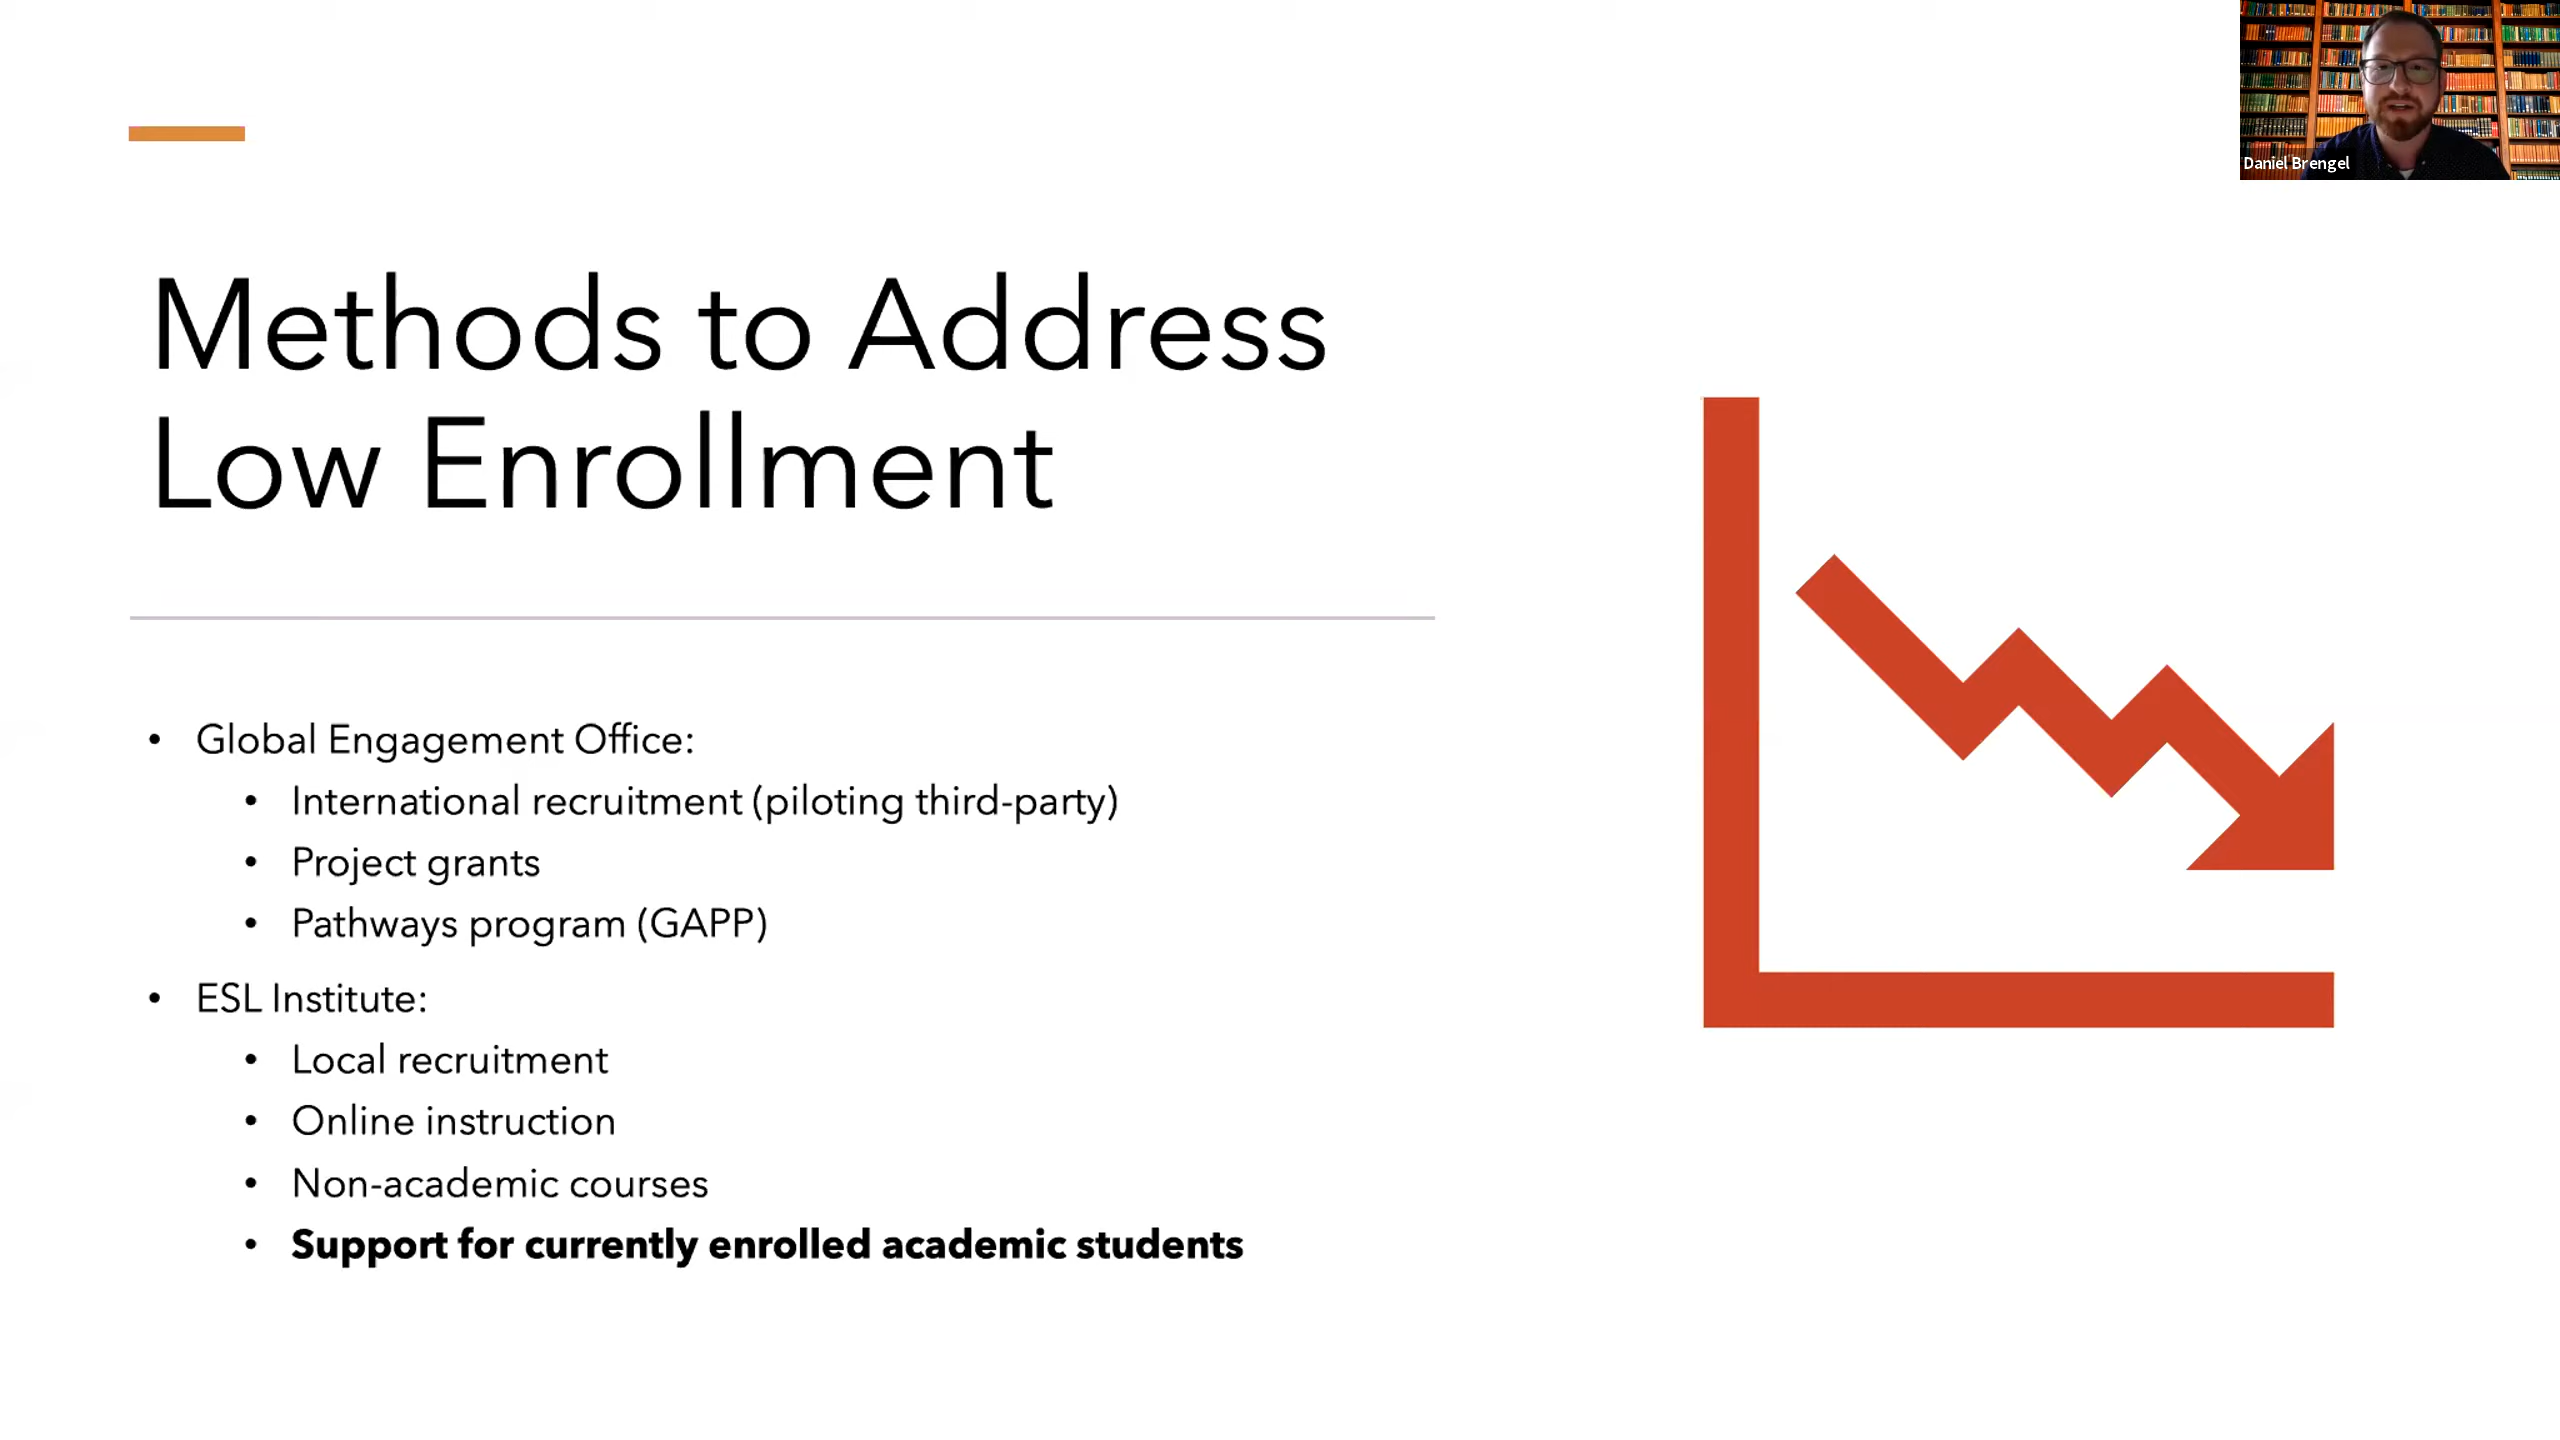 Daniel Brengel
Methods to Address
Low Enrollment
• Global Engagement Office:
• International recruitment (piloting third-party)
• Project grants
• Pathways program (GAPP)
• ESL Institute:
• Local recruitment
• Online instruction
• Non-academic courses
• Support for currently enrolled academic students